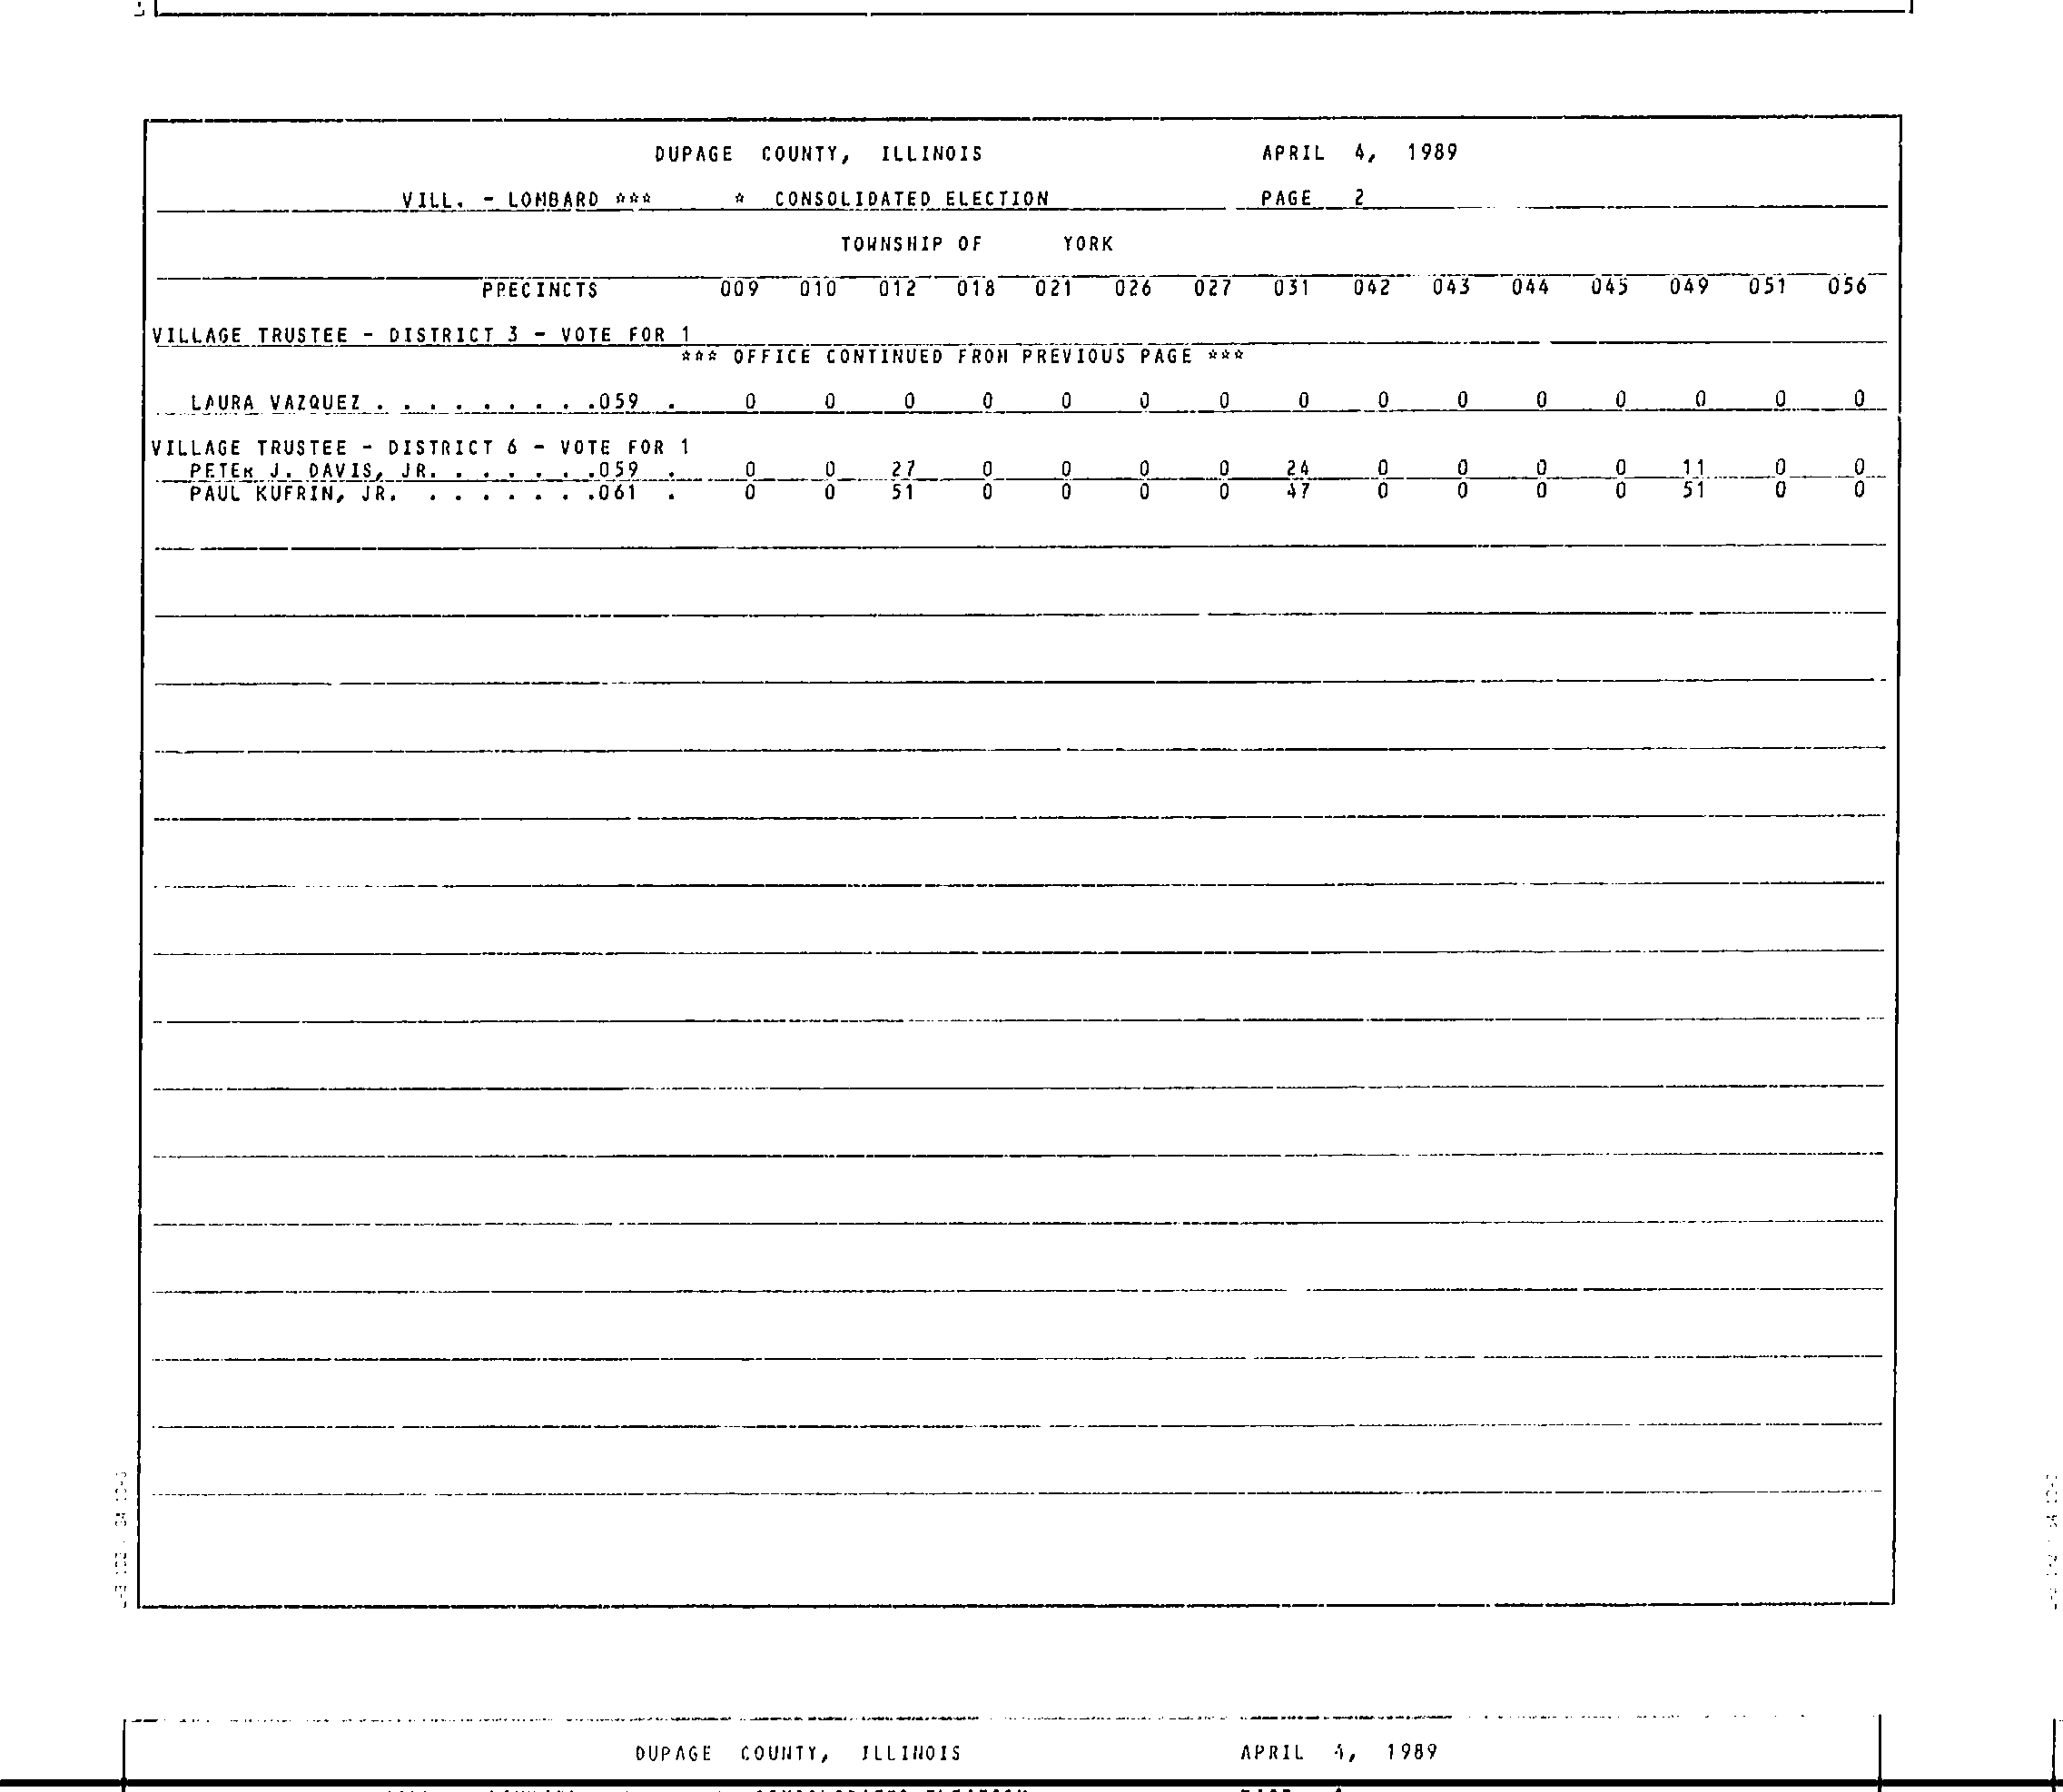 DUPAGE COUNTY, ILLINOIS APRIL 4, 1989
VILL. - LOMBARD *** * CONSOLIDATED ELECTION PAGE 2
TOWNSHIP OF YORK
PRECINCTS 009 010 012 018 021 026 027 031 042 043 044 045 049 051 056
VILLAGE TRUSTEE - DISTRICT 3 - VOTE FOR 1
*** OFFICE CONTINUED FROM PREVIOUS PAGE ***
LAURA VAZQUEZ . . . . . . . . .059 . 0 0 0 0 0 0 0 0 0 0 0 0 0 0 0
VILLAGE TRUSTEE - DISTRICT 6 - VOTE FOR 1
PETER J. DAVIS, JR. . . . . . .059 . 0 0 27 0 0 0 0 24 0 0 0 0 11 0 0
PAUL KUFRIN, JR. . . . . . . .061 . 0 0 51 0 0 0 0 47 0 0 0 0 51 0 0
DUPAGE COUNTY, ILLINOIS APRIL 4, 1989